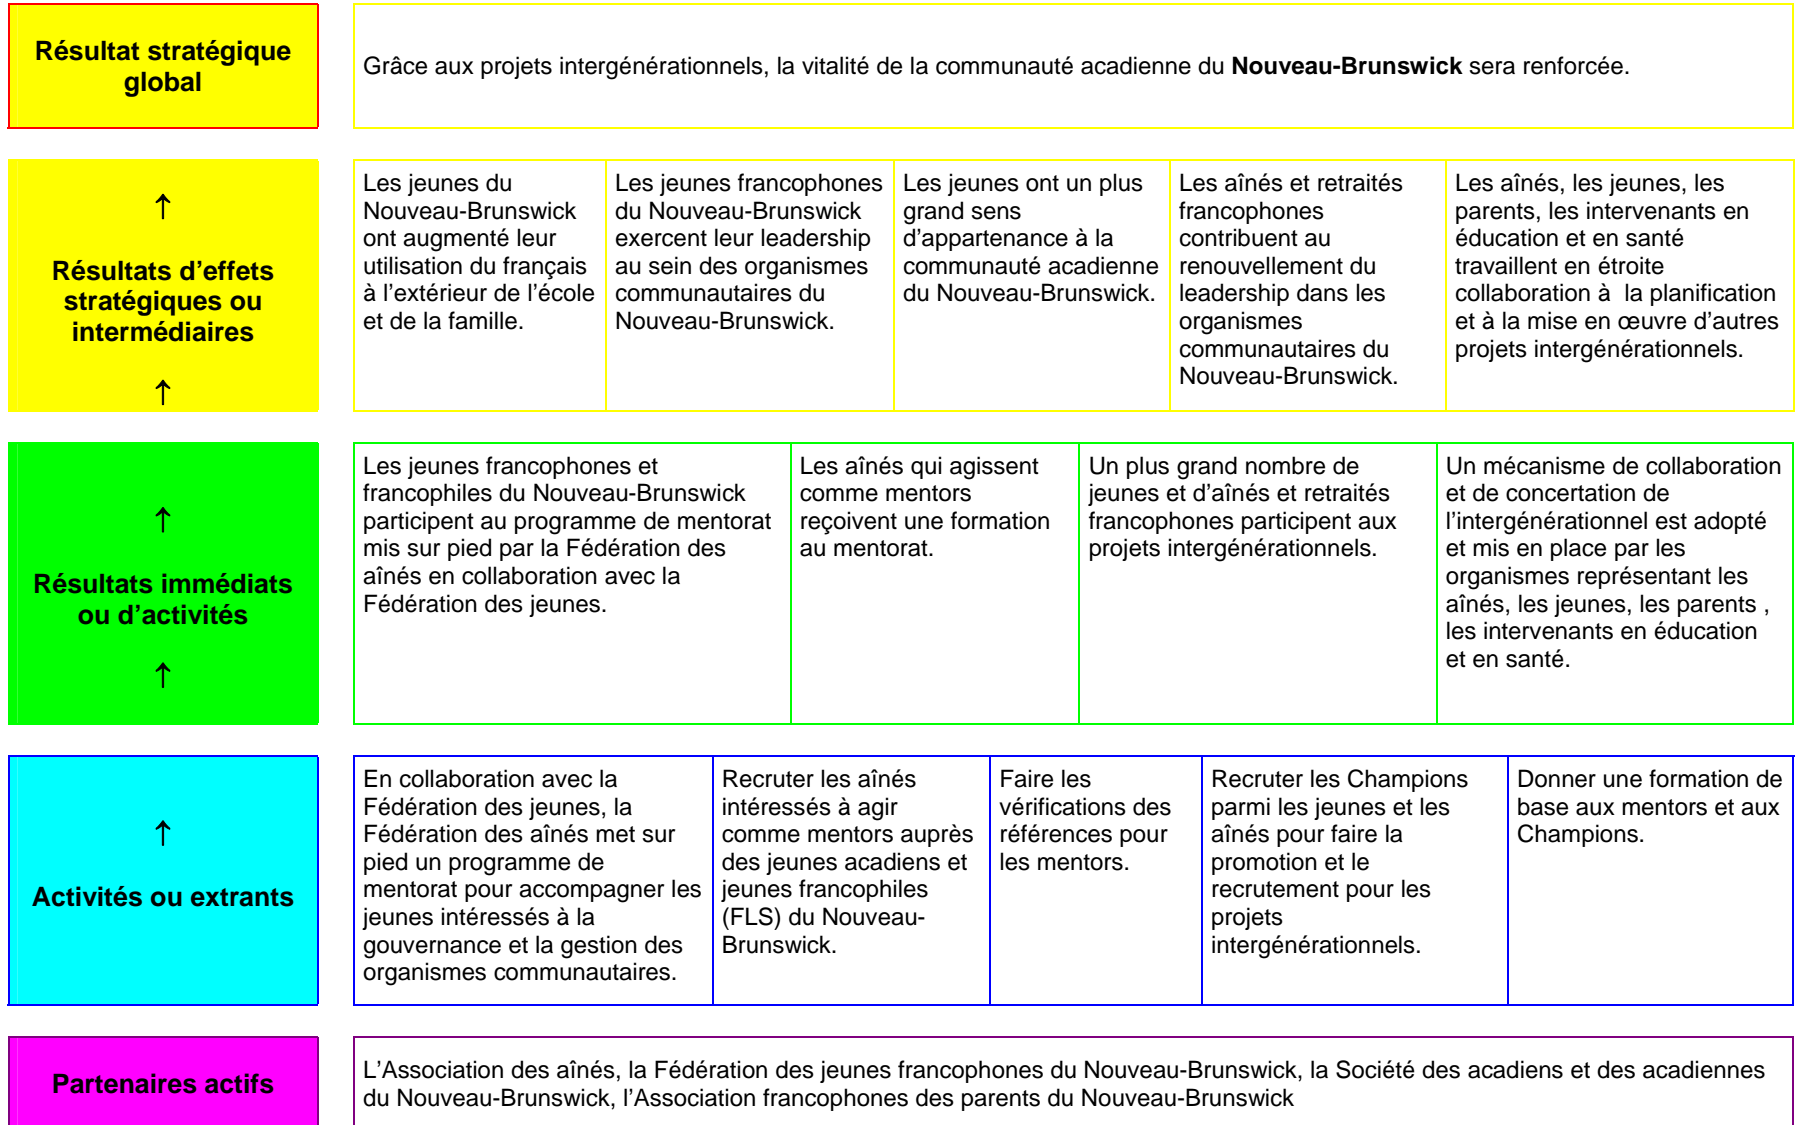 Résultat stratégique
global
Grâce aux projets intergénérationnels, la vitalité de la communauté acadienne du Nouveau-Brunswick sera renforcée.
↑
Résultats d’effets
stratégiques ou
intermédiaires
↑
Les jeunes du
Nouveau-Brunswick
ont augmenté leur
utilisation du français
à l’extérieur de l’école
et de la famille.
Les jeunes francophones
du Nouveau-Brunswick
exercent leur leadership
au sein des organismes
communautaires du
Nouveau-Brunswick.
Les jeunes ont un plus
grand sens
d’appartenance à la
communauté acadienne
du Nouveau-Brunswick.
Les aînés et retraités
francophones
contribuent au
renouvellement du
leadership dans les
organismes
communautaires du
Nouveau-Brunswick.
Les aînés, les jeunes, les
parents, les intervenants en
éducation et en santé
travaillent en étroite
collaboration à  la planification
et à la mise en œuvre d’autres
projets intergénérationnels.
↑
Résultats immédiats
ou d’activités
↑
Les jeunes francophones et
francophiles du Nouveau-Brunswick
participent au programme de mentorat
mis sur pied par la Fédération des
aînés en collaboration avec la
Fédération des jeunes.
Les aînés qui agissent
comme mentors
reçoivent une formation
au mentorat.
Un plus grand nombre de
jeunes et d’aînés et retraités
francophones participent aux
projets intergénérationnels.
Un mécanisme de collaboration
et de concertation de
l’intergénérationnel est adopté
et mis en place par les
organismes représentant les
aînés, les jeunes, les parents ,
les intervenants en éducation
et en santé.
↑
Activités ou extrants
En collaboration avec la
Fédération des jeunes, la
Fédération des aînés met sur
pied un programme de
mentorat pour accompagner les
jeunes intéressés à la
gouvernance et la gestion des
organismes communautaires.
Recruter les aînés
intéressés à agir
comme mentors auprès
des jeunes acadiens et
jeunes francophiles
(FLS) du Nouveau-
Brunswick.
Faire les
vérifications des
références pour
les mentors.
Recruter les Champions
parmi les jeunes et les
aînés pour faire la
promotion et le
recrutement pour les
projets
intergénérationnels.
Donner une formation de
base aux mentors et aux
Champions.
Partenaires actifs
L’Association des aînés, la Fédération des jeunes francophones du Nouveau-Brunswick, la Société des acadiens et des acadiennes
du Nouveau-Brunswick, l’Association francophones des parents du Nouveau-Brunswick